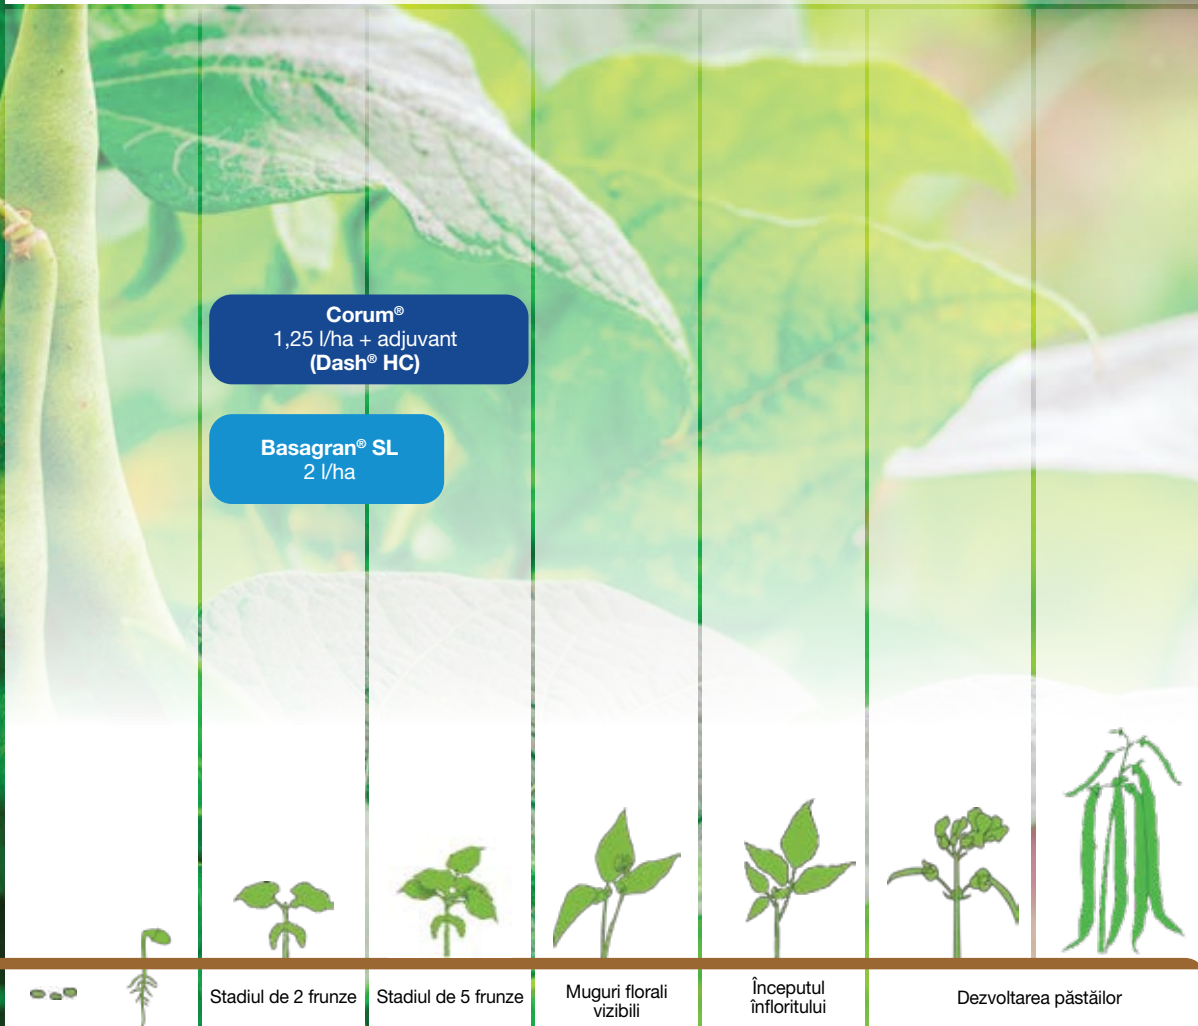 Corum®
1,25 l/ha + adjuvant
(Dash® HC)
Basagran® SL
2 l/ha
Stadiul de 2 frunze
Stadiul de 5 frunze
Muguri florali
vizibili
Începutul
înfloritului
Dezvoltarea păstăilor